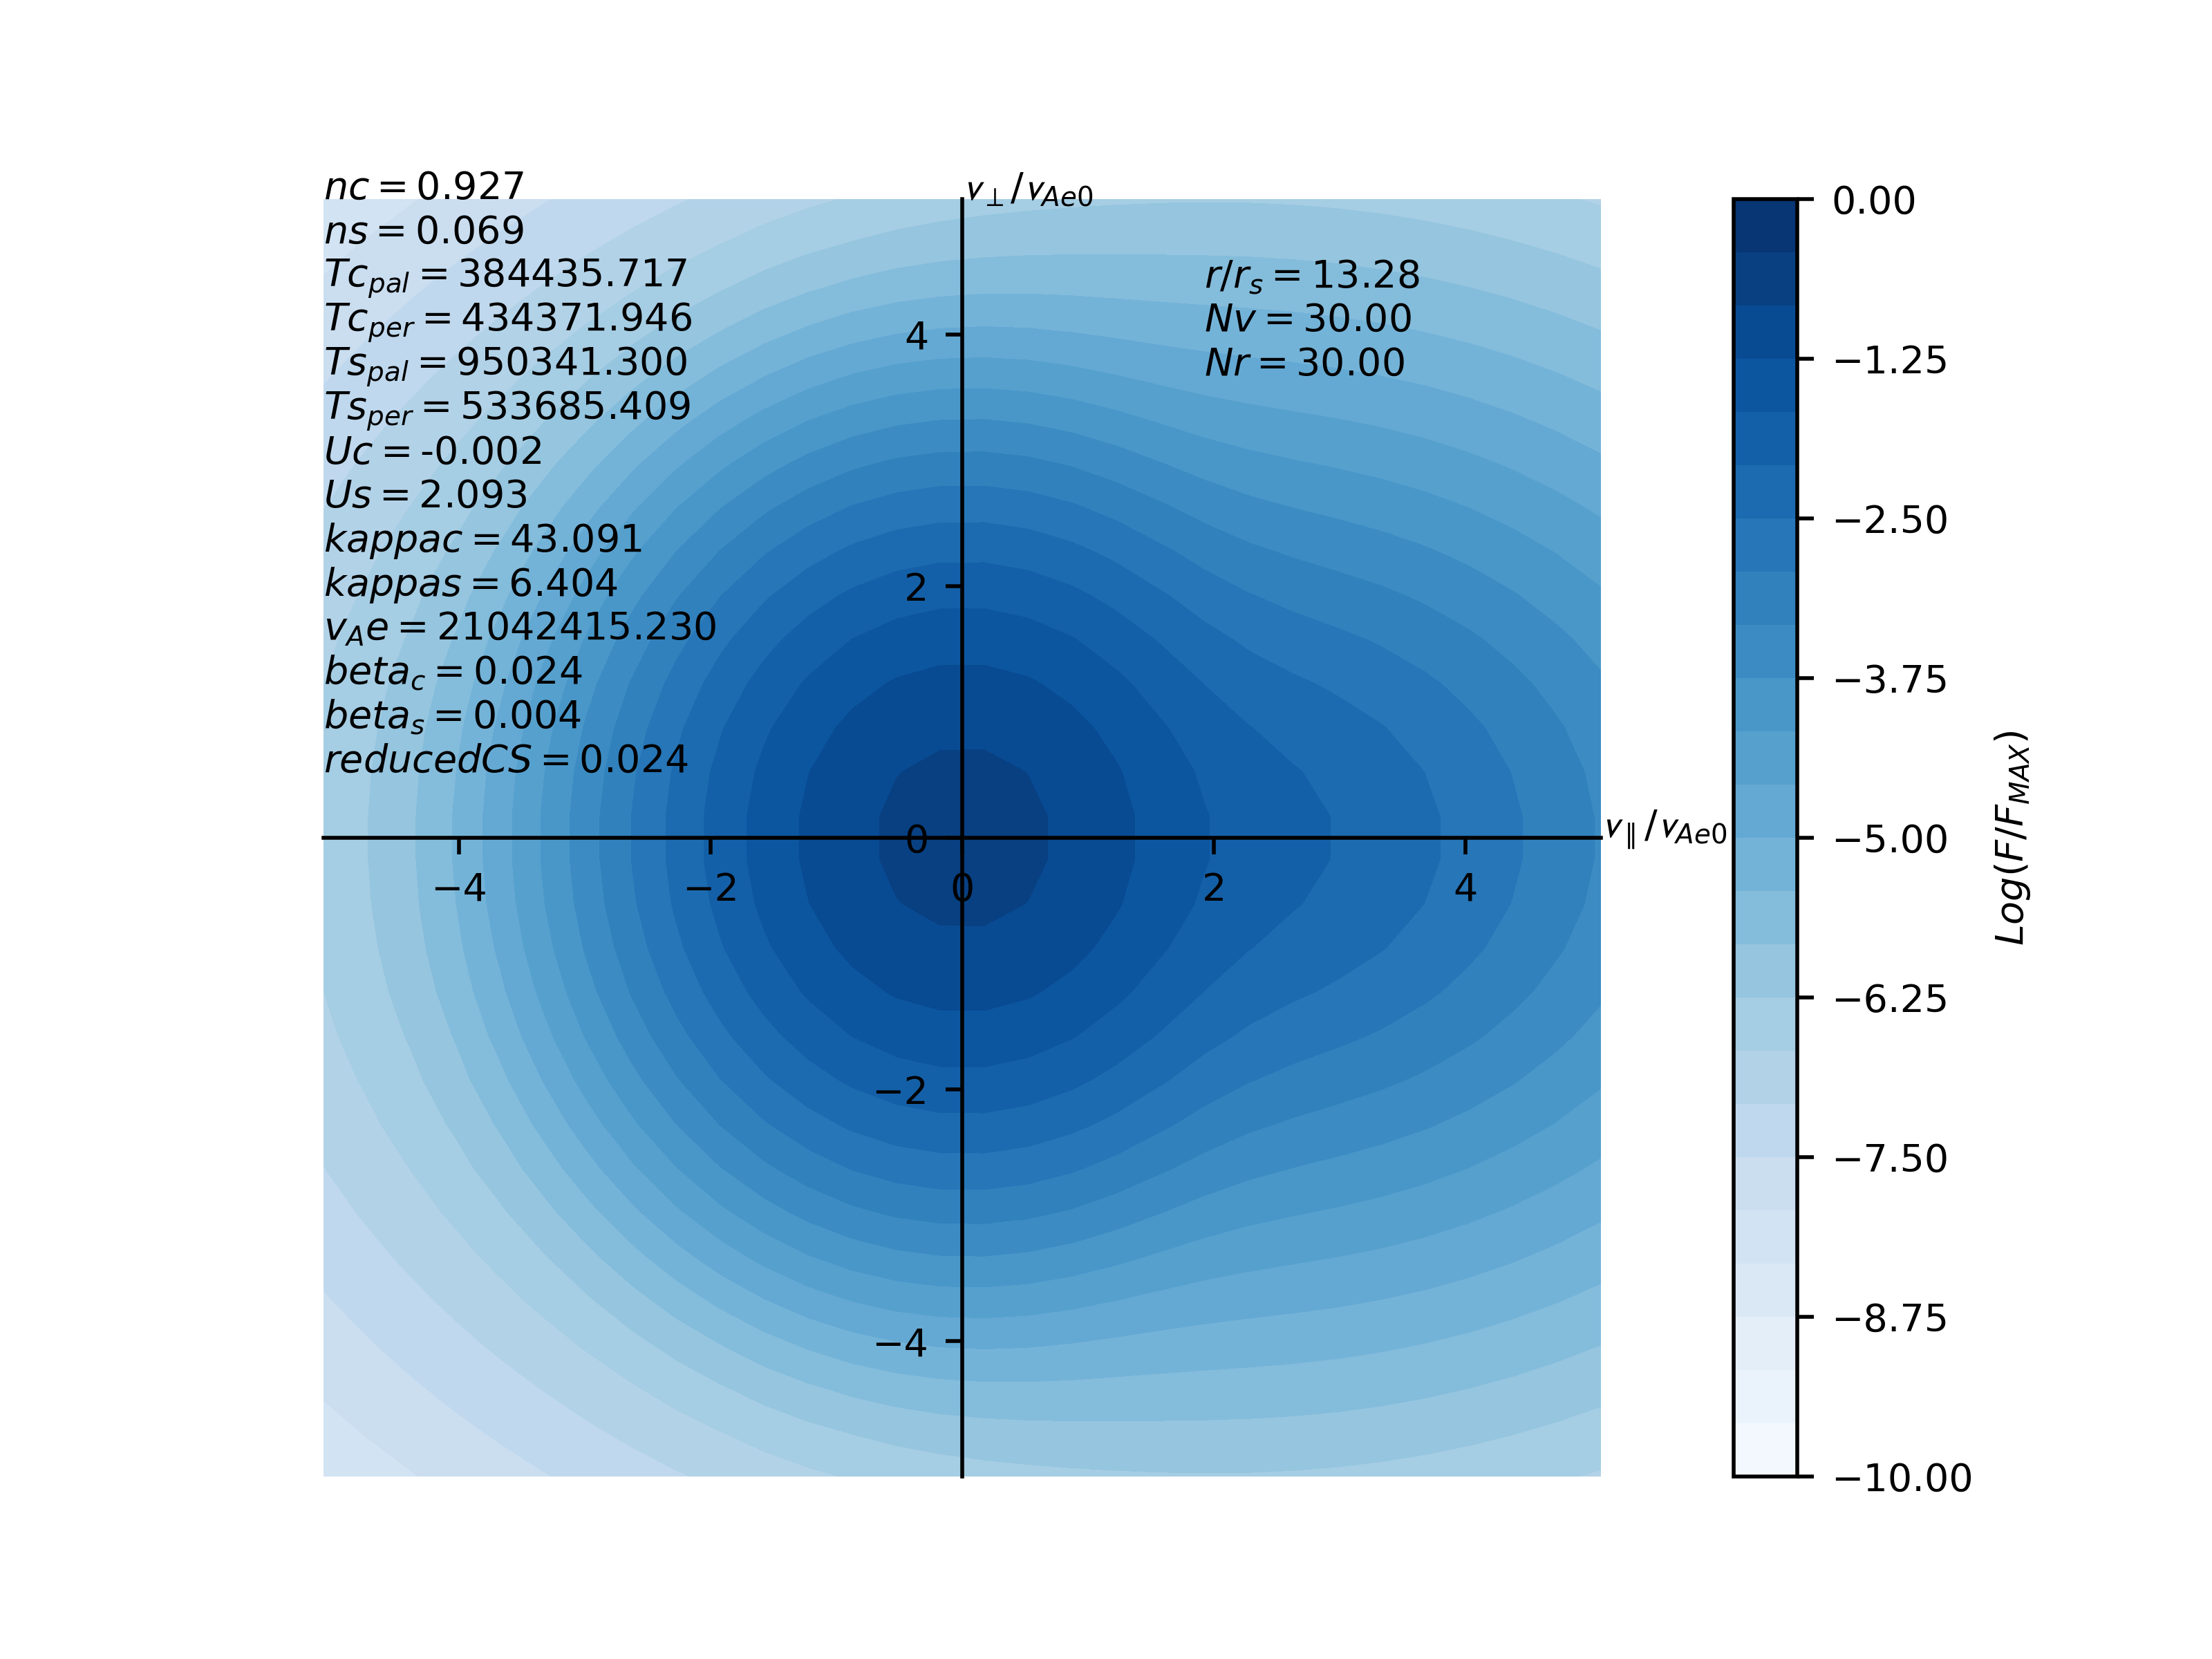 nc = 0.927
ns = 0.069
Tc_pal = 384435.717
Tc_per = 434371.946
Ts_pal = 950341.300
Ts_per = 533685.409
Uc = -0.002
Us = 2.093
kappac = 43.091
kappas = 6.404
v_Ae = 21042415.230
beta_c = 0.024
beta_s = 0.004
reducedCS = 0.024
v_⊥/v_Ae0
r/r_s = 13.28
Nv = 30.00
Nr = 30.00
4
2
0
−2
−4
−4 −2 0 2 4
v_∥/v_Ae0
0.00
−1.25
−2.50
−3.75
−5.00
−6.25
−7.50
−8.75
−10.00
Log(F/F_MAX)